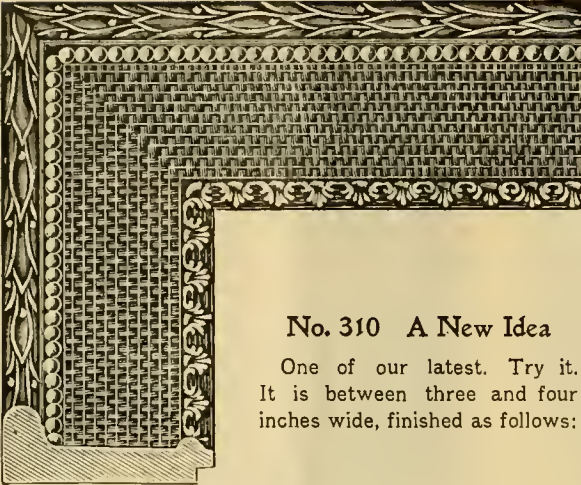 No. 310 A New Idea
One of our latest. Try it.
It is between three and four
inches wide, finished as follows: